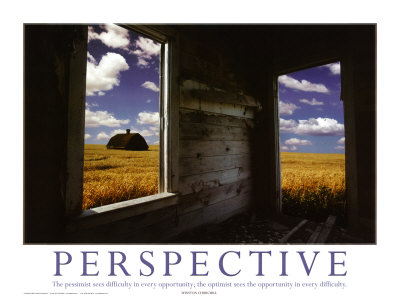 PERSPECTIVE
The pessimist sees difficulty in every opportunity; the optimist sees the opportunity in every difficulty.
WINSTON CHURCHILL